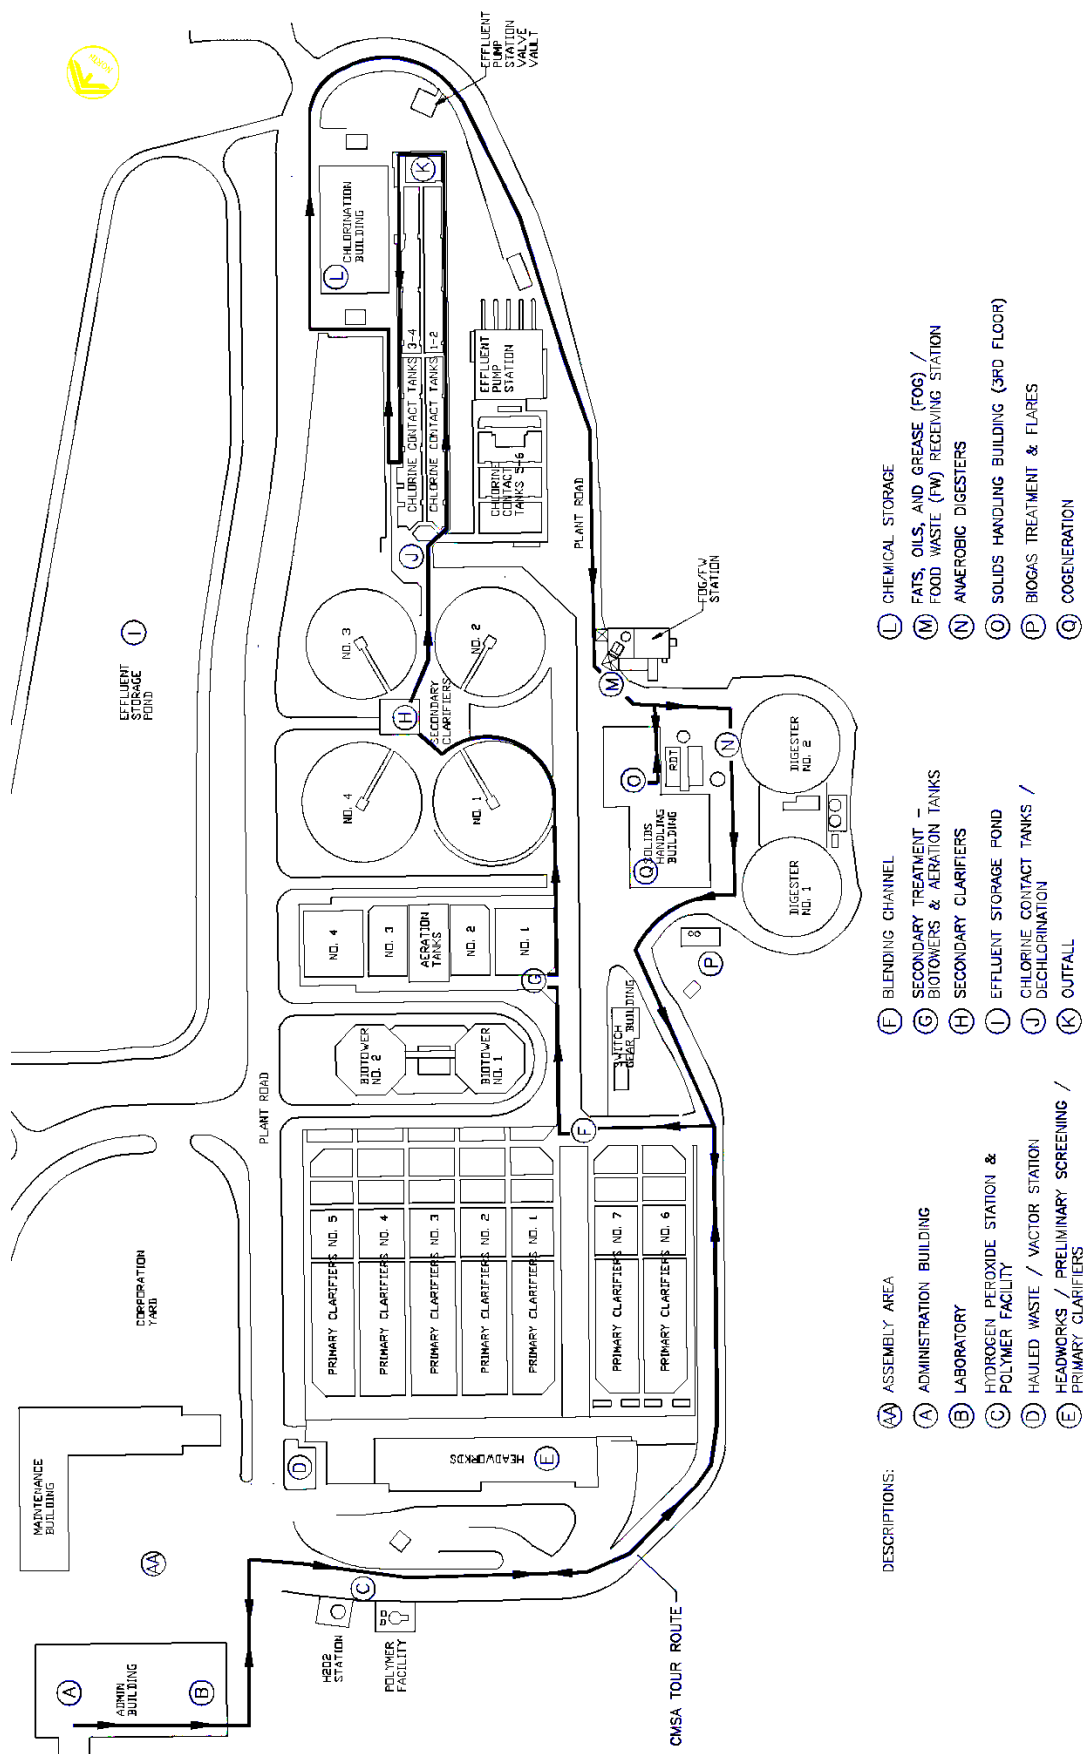 EFFLUENT
PUMP
STATION
VALVE
VAULT
CHLORINATION
BUILDING
L
K
CHLORINE CONTACT TANKS 3-4
CHLORINE CONTACT TANKS 1-2
EFFLUENT
PUMP
STATION
CHLORINE
CONTACT
TANKS 5-6
PLANT ROAD
J
EFFLUENT
STORAGE
POND
I
NO. 3
NO. 2
H
SECONDARY
CLARIFIERS
NO. 4
NO. 1
FOG/FW
STATION
M
N
O
RDT
Q
SOLIDS
HANDLING
BUILDING
DIGESTER
NO. 2
DIGESTER
NO. 1
P
NO. 4
NO. 3
AERATION
TANKS
NO. 2
NO. 1
G
SWITCH
GEAR BUILDING
BIOTOWER
NO. 2
BIOTOWER
NO. 1
F
PLANT ROAD
PRIMARY CLARIFIERS NO. 5
PRIMARY CLARIFIERS NO. 4
PRIMARY CLARIFIERS NO. 3
PRIMARY CLARIFIERS NO. 2
PRIMARY CLARIFIERS NO. 1
PRIMARY CLARIFIERS NO. 7
PRIMARY CLARIFIERS NO. 6
CORPORATION
YARD
MAINTENANCE
BUILDING
AA
D
HEADWORKDS
E
C
H2O2
STATION
POLYMER
FACILITY
A
ADMIN
BUILDING
B
CMSA TOUR ROUTE
DESCRIPTIONS:
AA ASSEMBLY AREA
A ADMINISTRATION BUILDING
B LABORATORY
C HYDROGEN PEROXIDE STATION &
POLYMER FACILITY
D HAULED WASTE / VACTOR STATION
E HEADWORKS / PRELIMINARY SCREENING /
PRIMARY CLARIFIERS
F BLENDING CHANNEL
G SECONDARY TREATMENT –
BIOTOWERS & AERATION TANKS
H SECONDARY CLARIFIERS
I EFFLUENT STORAGE POND
J CHLORINE CONTACT TANKS /
DECHLORINATION
K OUTFALL
L CHEMICAL STORAGE
M FATS, OILS, AND GREASE (FOG) /
FOOD WASTE (FW) RECEIVING STATION
N ANAEROBIC DIGESTERS
O SOLIDS HANDLING BUILDING (3RD FLOOR)
P BIOGAS TREATMENT & FLARES
Q COGENERATION